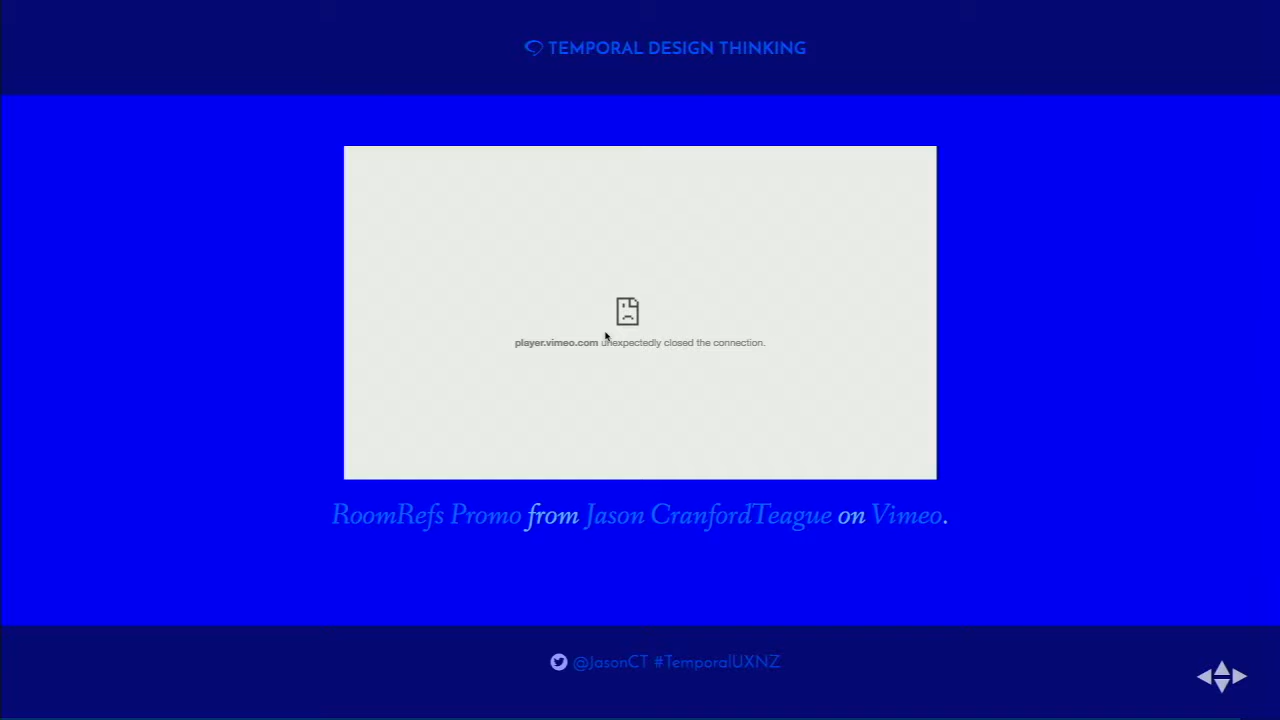 TEMPORAL DESIGN THINKING
player.vimeo.com unexpectedly closed the connection.
RoomRefs Promo from Jason CranfordTeague on Vimeo.
@JasonCT #TemporalUXNZ